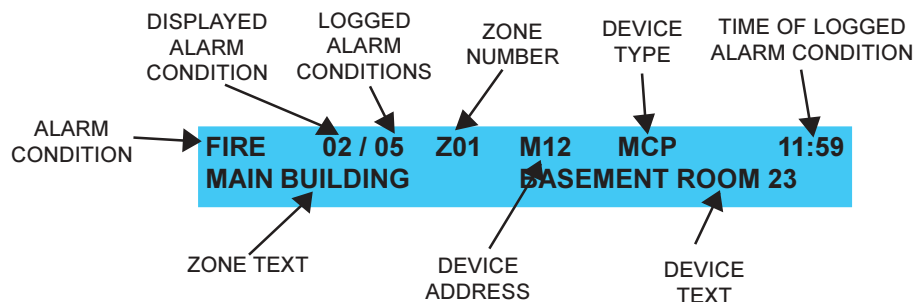 DISPLAYED
ALARM
CONDITION
LOGGED
ALARM
CONDITIONS
ZONE
NUMBER
DEVICE
TYPE
TIME OF LOGGED
ALARM CONDITION
ALARM
CONDITION
FIRE 02 / 05 Z01 M12 MCP 11:59
MAIN BUILDING BASEMENT ROOM 23
ZONE TEXT
DEVICE
ADDRESS
DEVICE
TEXT